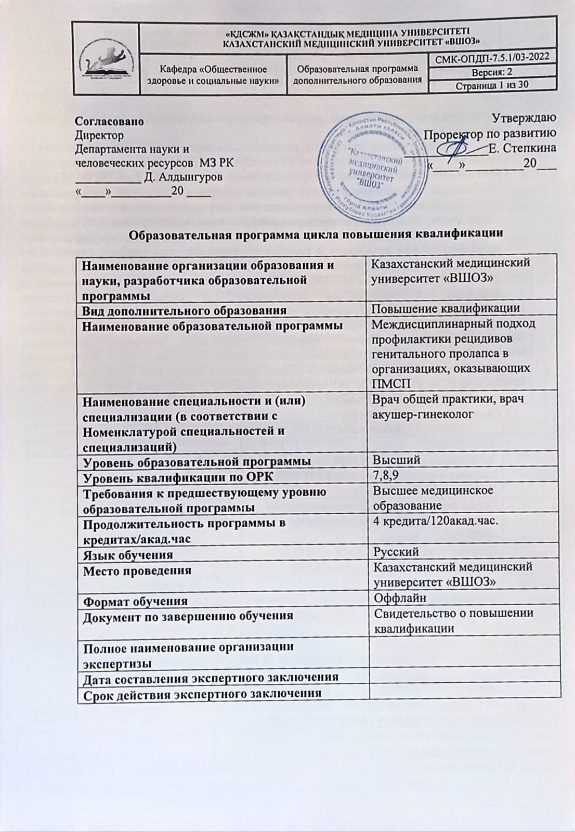 «ҚДСЖМ» ҚАЗАҚСТАНДЫҚ МЕДИЦИНА УНИВЕРСИТЕТІ
КАЗАХСТАНСКИЙ МЕДИЦИНСКИЙ УНИВЕРСИТЕТ «ВШОЗ»
Кафедра «Общественное
здоровье и социальные науки»
Образовательная программа
дополнительного образования
СМК-ОПДП-7.5.1/03-2022
Версия: 2
Страница 1 из 30
Согласовано
Директор
Департамента науки и
человеческих ресурсов МЗ РК
___________ Д. Алдынгуров
«____»___________20 ____
Утверждаю
Проректор по развитию
________Е. Степкина
«____»__________20___
"Казахстанский
медицинский
университет
"ВШОЗ"
Образовательная программа цикла повышения квалификации
Наименование организации образования и
науки, разработчика образовательной
программы
Казахстанский медицинский
университет «ВШОЗ»
Вид дополнительного образования
Повышение квалификации
Наименование образовательной программы
Междисциплинарный подход
профилактики рецидивов
генитального пролапса в
организациях, оказывающих
ПМСП
Наименование специальности и (или)
специализации (в соответствии с
Номенклатурой специальностей и
специализаций)
Врач общей практики, врач
акушер-гинеколог
Уровень образовательной программы
Высший
Уровень квалификации по ОРК
7,8,9
Требования к предшествующему уровню
образовательной программы
Высшее медицинское
образование
Продолжительность программы в
кредитах/акад.час
4 кредита/120акад.час.
Язык обучения
Русский
Место проведения
Казахстанский медицинский
университет «ВШОЗ»
Формат обучения
Оффлайн
Документ по завершению обучения
Свидетельство о повышении
квалификации
Полное наименование организации
экспертизы
Дата составления экспертного заключения
Срок действия экспертного заключения